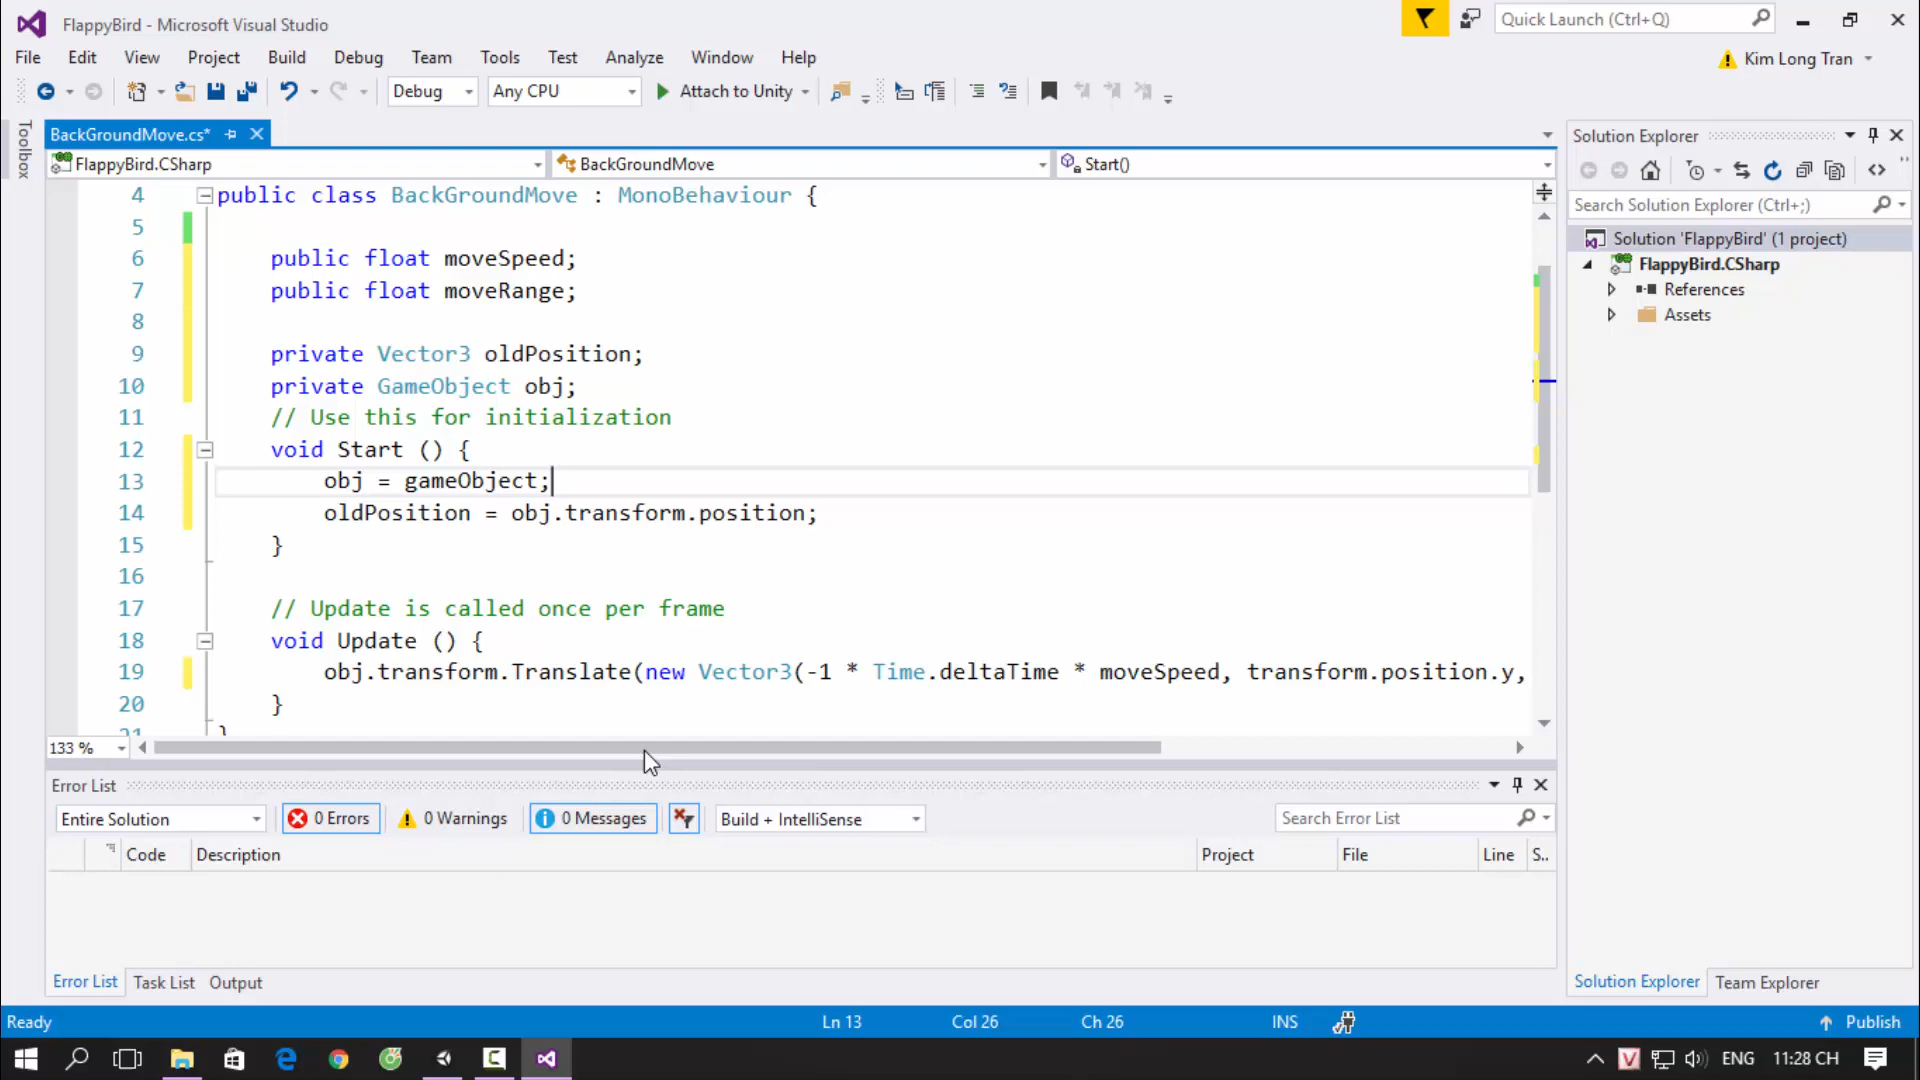 FlappyBird - Microsoft Visual Studio
Quick Launch (Ctrl+Q)
File Edit View Project Build Debug Team Tools Test Analyze Window Help
Kim Long Tran
Debug Any CPU Attach to Unity
Toolbox
BackGroundMove.cs*
FlappyBird.CSharp BackGroundMove Start()
4 public class BackGroundMove : MonoBehaviour {
5
6 public float moveSpeed;
7 public float moveRange;
8
9 private Vector3 oldPosition;
10 private GameObject obj;
11 // Use this for initialization
12 void Start () {
13 obj = gameObject;
14 oldPosition = obj.transform.position;
15 }
16
17 // Update is called once per frame
18 void Update () {
19 obj.transform.Translate(new Vector3(-1 * Time.deltaTime * moveSpeed, transform.position.y,
20 }
21 }
133 %
Solution Explorer
Search Solution Explorer (Ctrl+;)
Solution 'FlappyBird' (1 project)
FlappyBird.CSharp
References
Assets
Error List
Entire Solution 0 Errors 0 Warnings 0 Messages Build + IntelliSense Search Error List
Code Description Project File Line S..
Error List Task List Output
Solution Explorer Team Explorer
Ready Ln 13 Col 26 Ch 26 INS Publish
ENG 11:28 CH